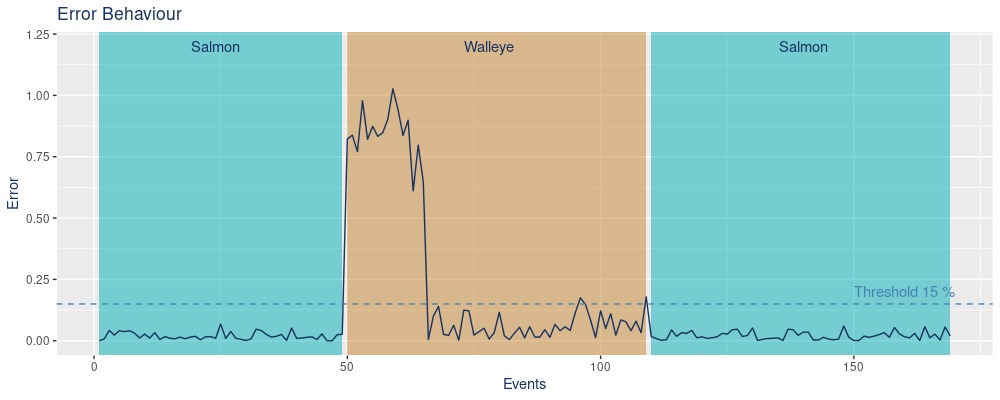 Error Behaviour
1.25
Salmon
Walleye
Salmon
1.00
0.75
Error
0.50
0.25
Threshold 15 %
0.00
0
50
100
150
Events